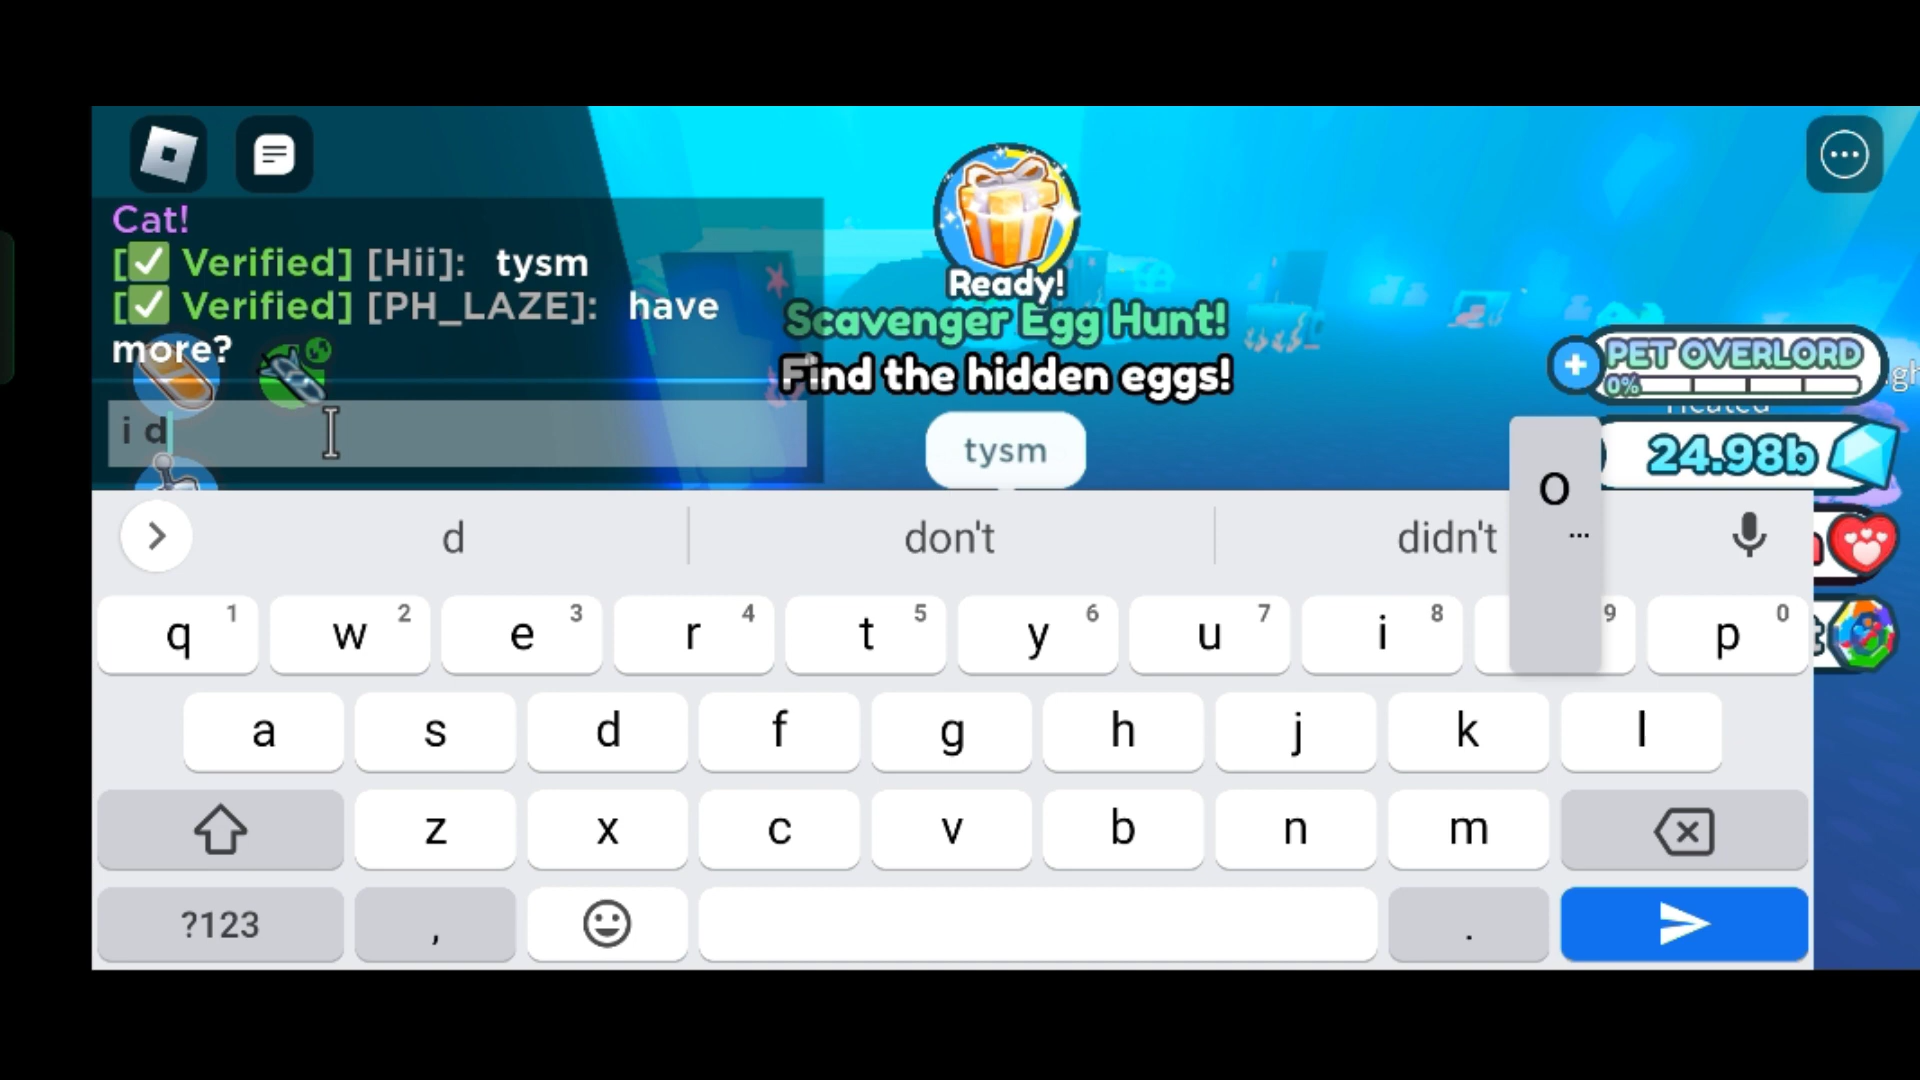 Cat!
[✅ Verified] [Hii]: tysm
[✅ Verified] [PH_LAZE]: have
more?
i d
Ready!
Scavenger Egg Hunt!
Find the hidden eggs!
tysm
PET OVERLORD
0%
24.98b
d don't didn't
o
...
q 1 w 2 e 3 r 4 t 5 y 6 u 7 i 8 9 p 0
a s d f g h j k l
z x c v b n m
?123 , .